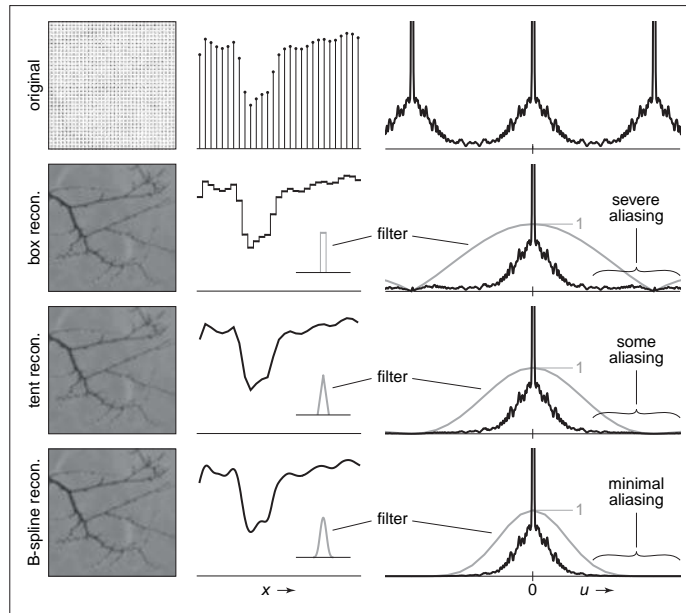 original
box recon.
filter
1
severe
aliasing
tent recon.
filter
1
some
aliasing
B-spline recon.
filter
1
minimal
aliasing
x →
0
u →